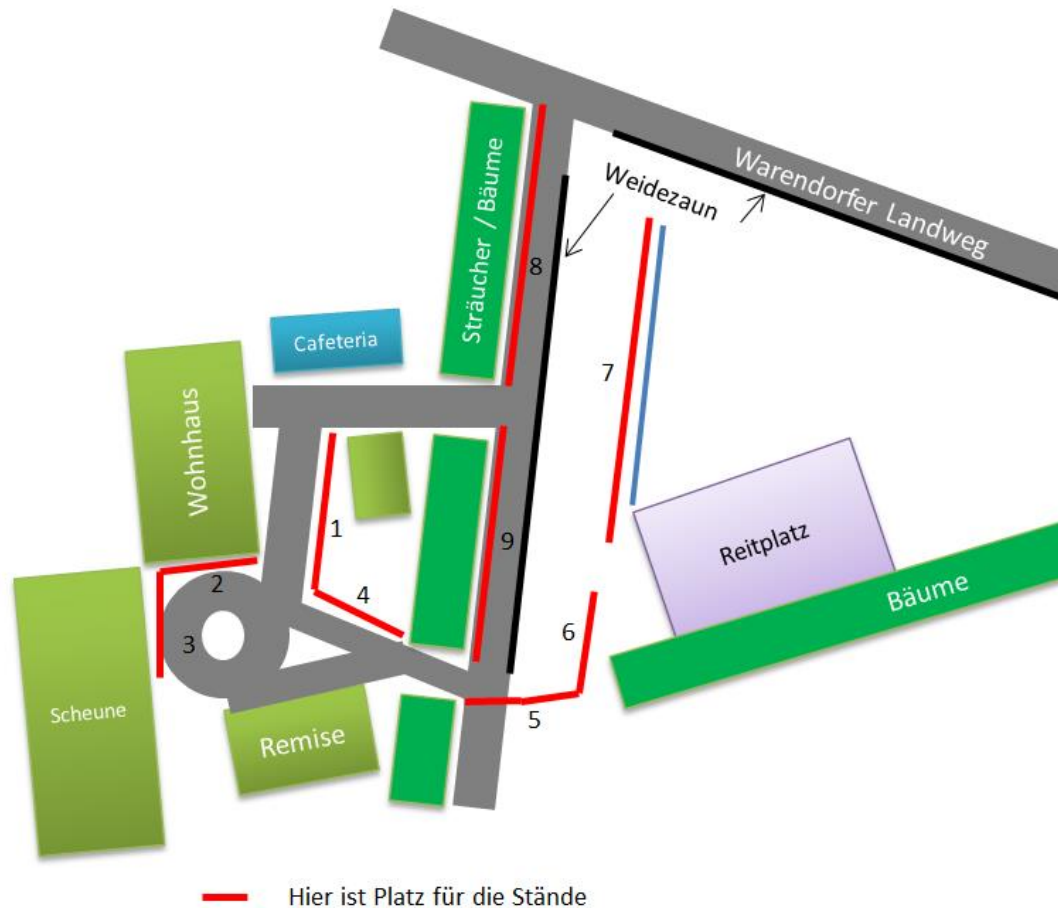 Warendorfer Landweg
Weidezaun
Sträucher / Bäume
8
Cafeteria
7
Wohnhaus
1
9
Reitplatz
2
4
Bäume
3
6
Scheune
Remise
5
Hier ist Platz für die Stände